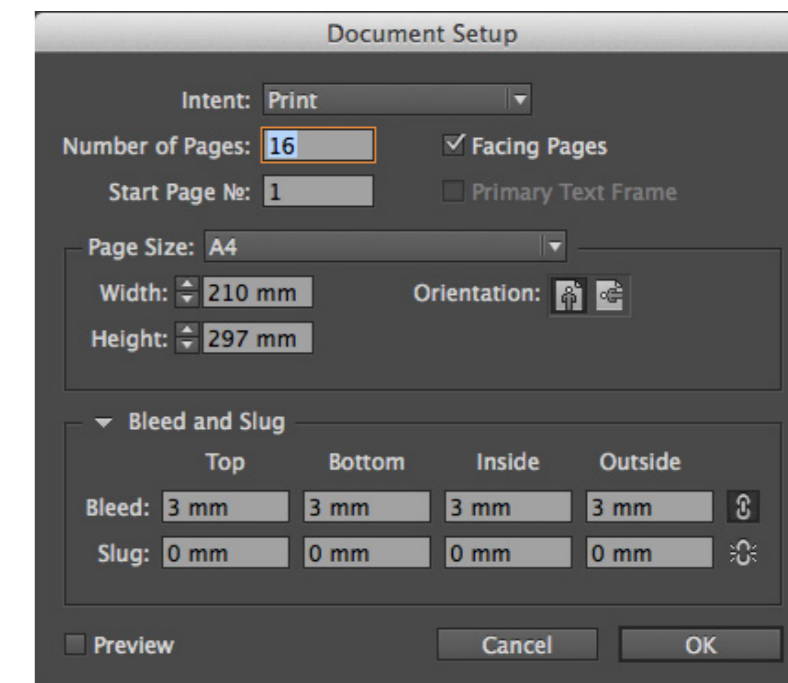 Document Setup
Intent: Print
Number of Pages: 16 Facing Pages
Start Page №: 1 Primary Text Frame
Page Size: A4
Width: 210 mm Orientation:
Height: 297 mm
Bleed and Slug
Top Bottom Inside Outside
Bleed: 3 mm 3 mm 3 mm 3 mm
Slug: 0 mm 0 mm 0 mm 0 mm
Preview Cancel OK